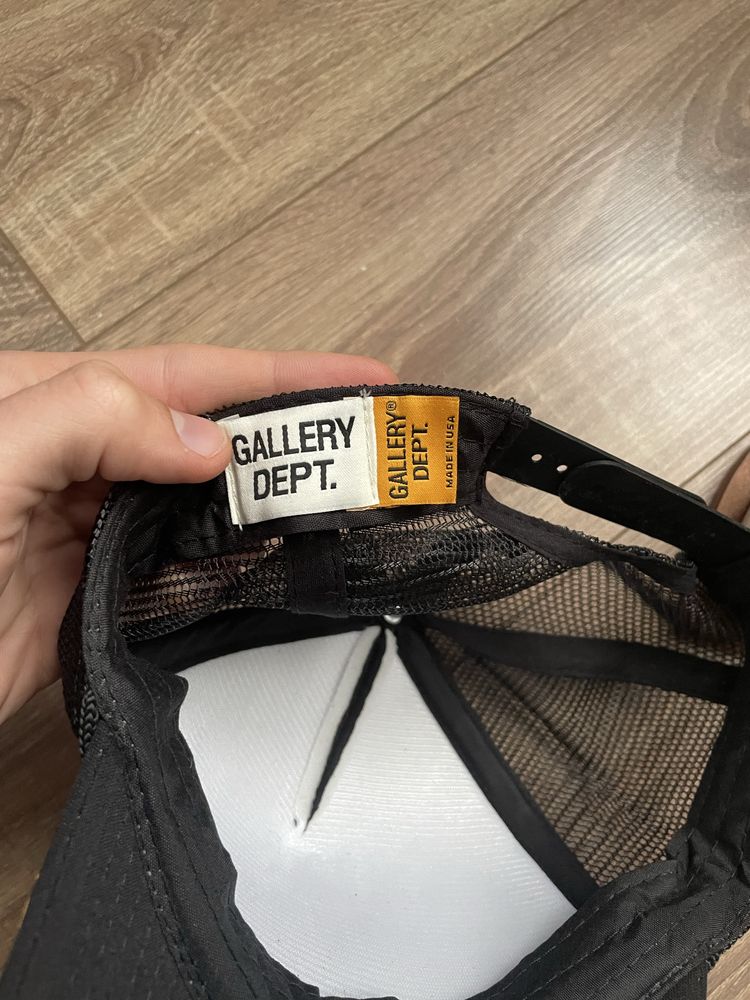 GALLERY
DEPT.
GALLERY®
DEPT.
MADE IN USA